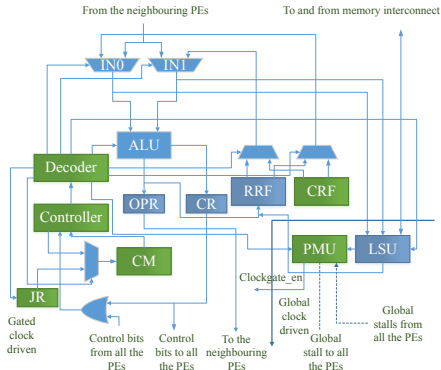 From the neighbouring PEs
To and from memory interconnect
IN0
IN1
ALU
Decoder
OPR
CR
RRF
CRF
Controller
CM
PMU
LSU
JR
Clockgate_en
Gated
clock
driven
Control bits
from all the
PEs
Control
bits to all
the PEs
To the
neighbouring
PEs
Global
clock
driven
Global
stall to all
the PEs
Global
stalls from
all the PEs